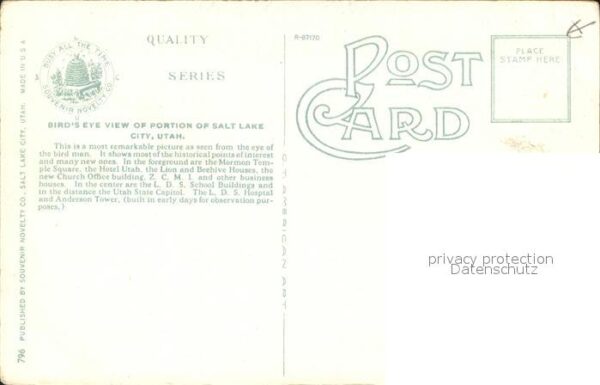 QUALITY
SERIES
BUSY ALL THE TIME
SOUVENIR NOVELTY CO.
BIRD'S EYE VIEW OF PORTION OF SALT LAKE
CITY, UTAH.
This is a most remarkable picture as seen from the eye of
the bird man. It shows most of the historical points of interest
and many new ones. In the foreground are the Mormon Tem-
ple Square, the Hotel Utah, the Lion and Beehive Houses, the
new Church Office building, Z. C. M. I. and other business
houses. In the center are the L. D. S. School Buildings and
in the distance the Utah State Capitol. The L. D. S. Hosptal
and Anderson Tower, (built in early days for observation pur-
poses.)
796 PUBLISHED BY SOUVENIR NOVELTY CO., SALT LAKE CITY, UTAH. MADE IN U S A
R-87170
POST
CARD
PLACE
STAMP HERE
privacy protection
Datenschutz